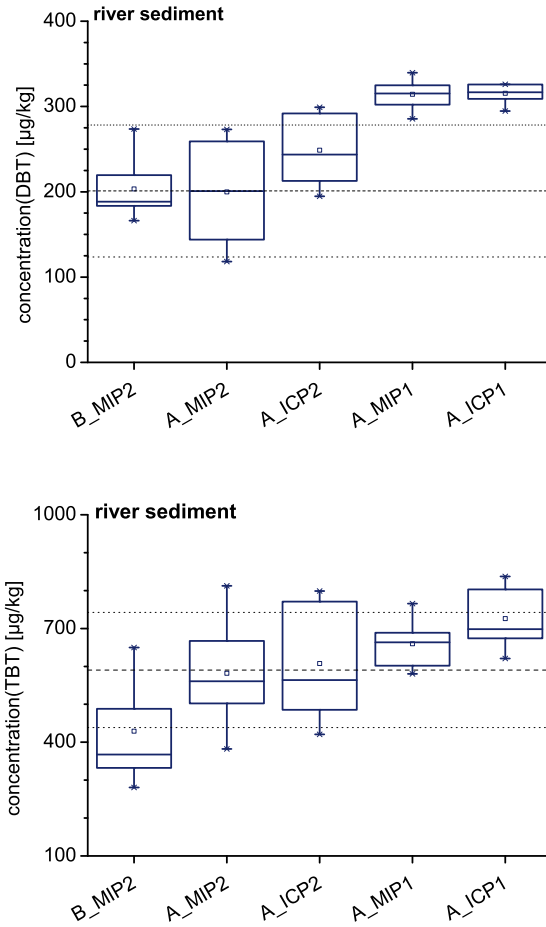 river sediment
400
300
200
100
0
concentration(DBT) [µg/kg]
B_MIP2 A_MIP2 A_ICP2 A_MIP1 A_ICP1
river sediment
1000
700
400
100
concentration(TBT) [µg/kg]
B_MIP2 A_MIP2 A_ICP2 A_MIP1 A_ICP1